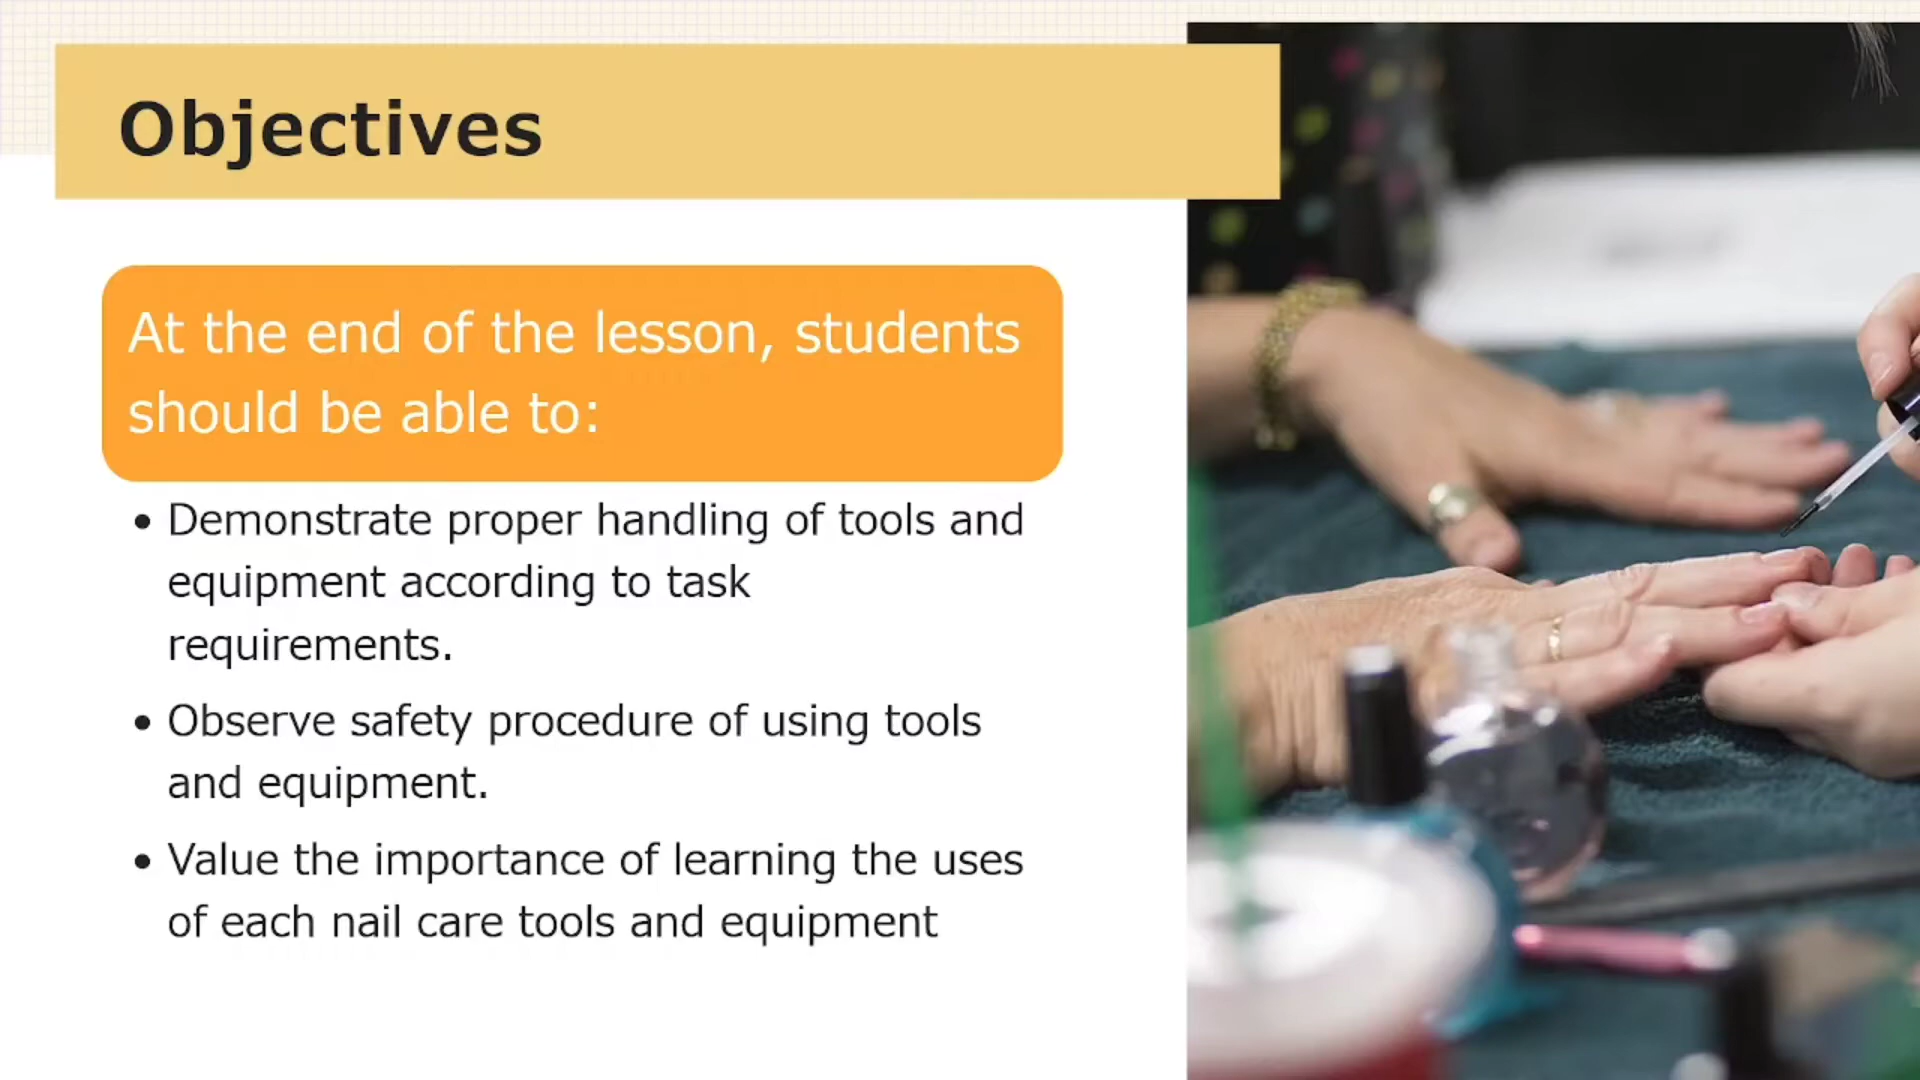 Objectives
At the end of the lesson, students
should be able to:
• Demonstrate proper handling of tools and
equipment according to task
requirements.
• Observe safety procedure of using tools
and equipment.
• Value the importance of learning the uses
of each nail care tools and equipment